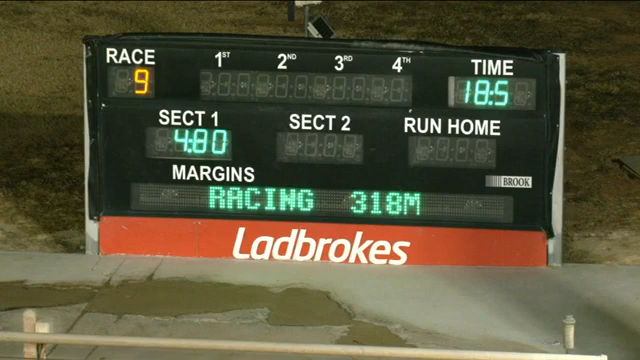 RACE 1ST 2ND 3RD 4TH TIME
9 18:5
SECT 1 SECT 2 RUN HOME
4:80
MARGINS
BROOK
RACING 318M
Ladbrokes